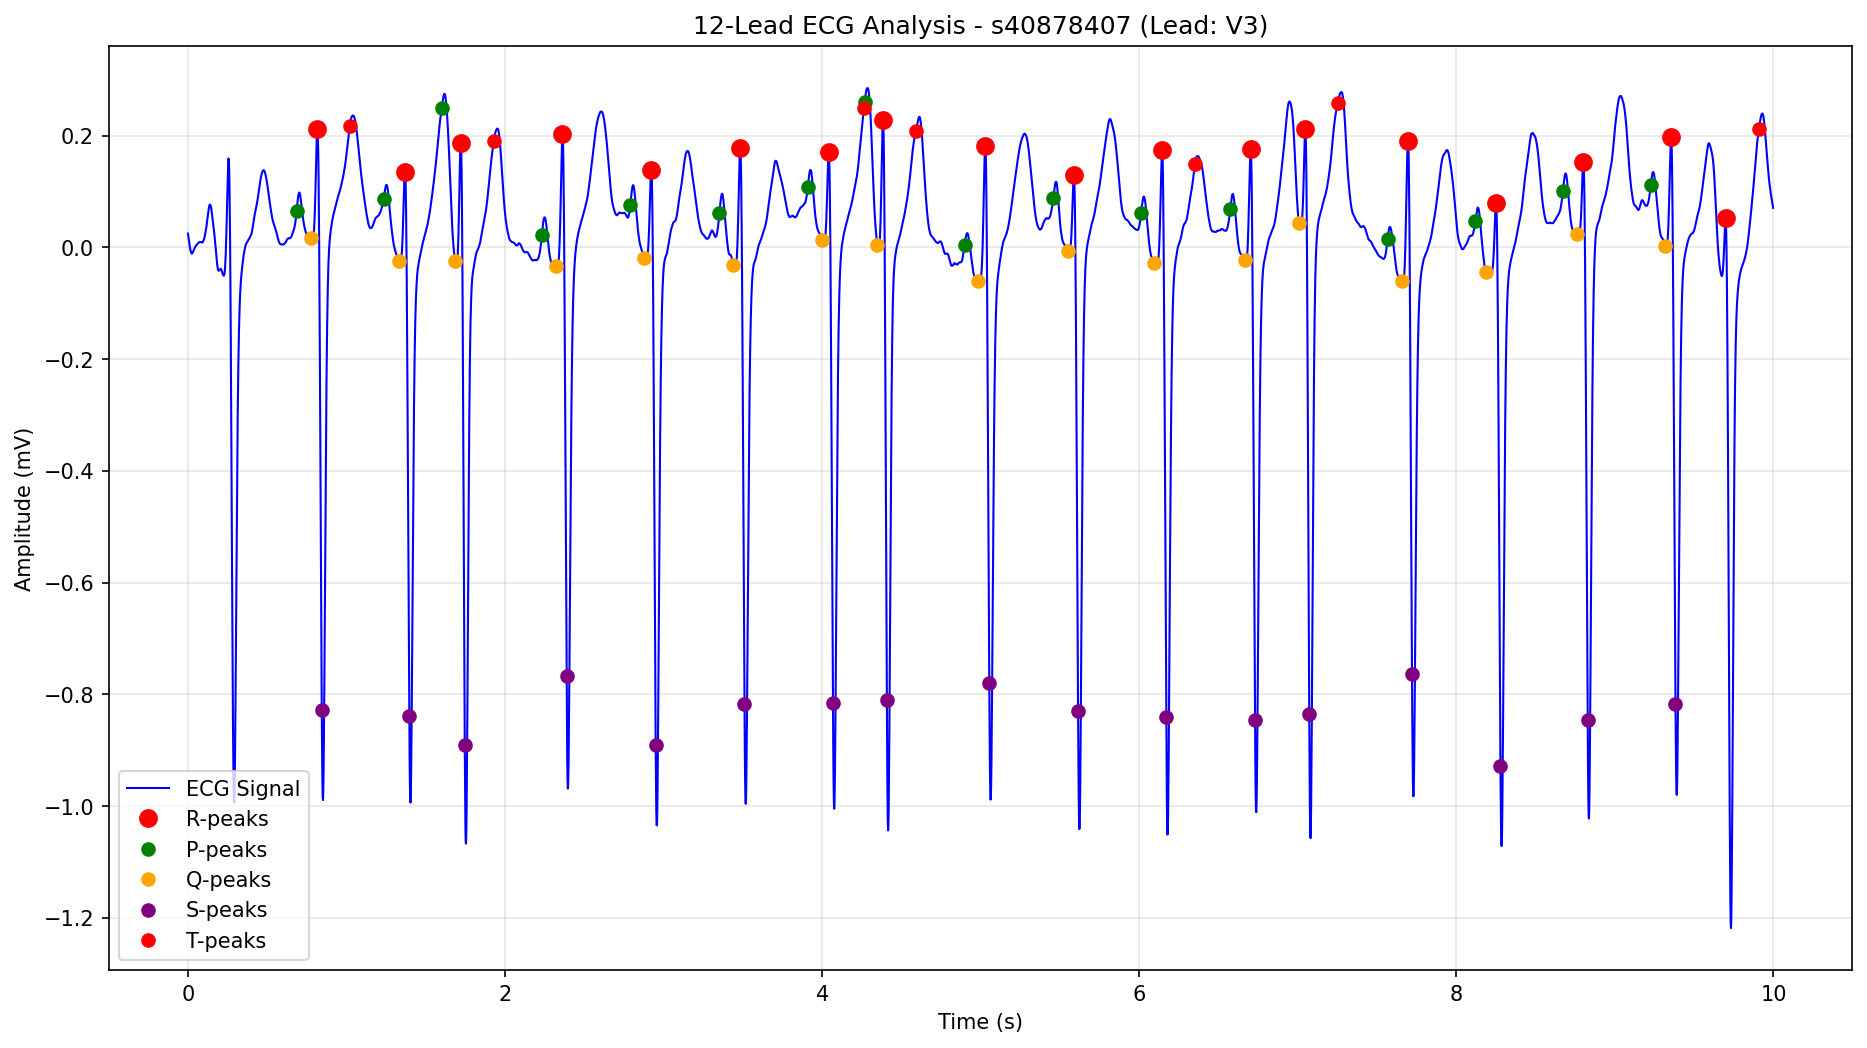 12-Lead ECG Analysis - s40878407 (Lead: V3)
Amplitude (mV)
0.2
0.0
−0.2
−0.4
−0.6
−0.8
−1.0
−1.2
ECG Signal
R-peaks
P-peaks
Q-peaks
S-peaks
T-peaks
0 2 4 6 8 10
Time (s)